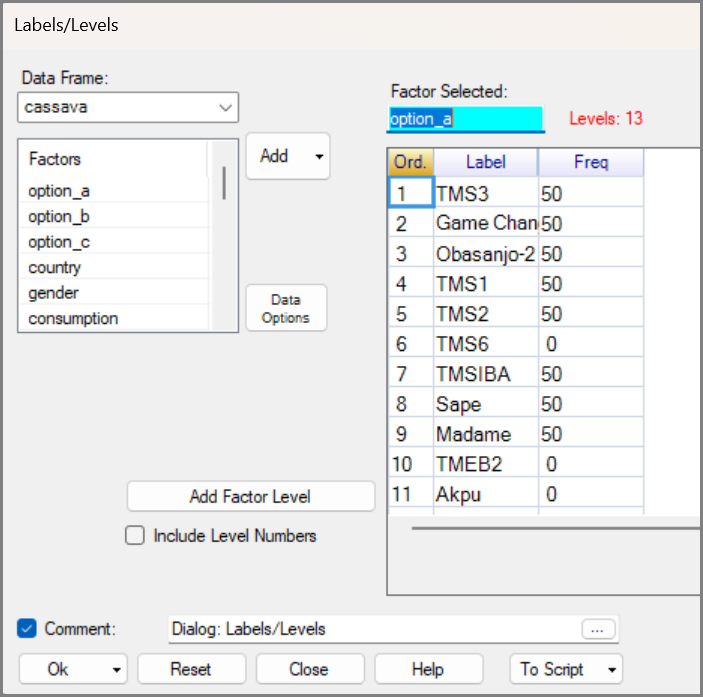 Labels/Levels
Data Frame:
cassava
Factors
option_a
option_b
option_c
country
gender
consumption
Add
Data
Options
Factor Selected:
option_a
Levels: 13
Ord. Label Freq
1 TMS3 50
2 Game Chan 50
3 Obasanjo-2 50
4 TMS1 50
5 TMS2 50
6 TMS6 0
7 TMSIBA 50
8 Sape 50
9 Madame 50
10 TMEB2 0
11 Akpu 0
Add Factor Level
Include Level Numbers
Comment: Dialog: Labels/Levels ...
Ok Reset Close Help To Script